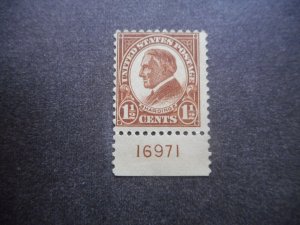 UNITED STATES POSTAGE
HARDING
1½ CENTS 1½
16971